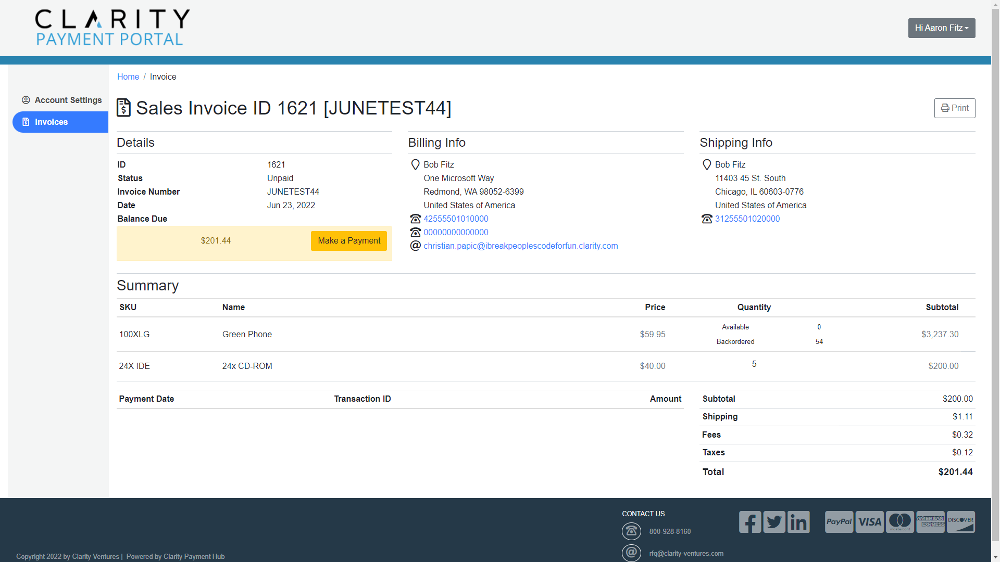 CLARITY
PAYMENT PORTAL
Hi Aaron Fitz
Home / Invoice
Account Settings
Invoices
Sales Invoice ID 1621 [JUNETEST44]
Print
Details
ID 1621
Status Unpaid
Invoice Number JUNETEST44
Date Jun 23, 2022
Balance Due
$201.44 Make a Payment
Billing Info
Bob Fitz
One Microsoft Way
Redmond, WA 98052-6399
United States of America
42555501010000
00000000000000
christian.papic@ibreakpeoplescodeforfun.clarity.com
Shipping Info
Bob Fitz
11403 45 St. South
Chicago, IL 60603-0776
United States of America
31255501020000
Summary
SKU Name Price Quantity Subtotal
100XLG Green Phone $59.95 Available 0 $3,237.30
Backordered 54
24X IDE 24x CD-ROM $40.00 5 $200.00
Payment Date Transaction ID Amount
Subtotal $200.00
Shipping $1.11
Fees $0.32
Taxes $0.12
Total $201.44
CONTACT US
800-928-8160
rfq@clarity-ventures.com
PayPal VISA mastercard AMERICAN EXPRESS DISCOVER
Copyright 2022 by Clarity Ventures | Powered by Clarity Payment Hub